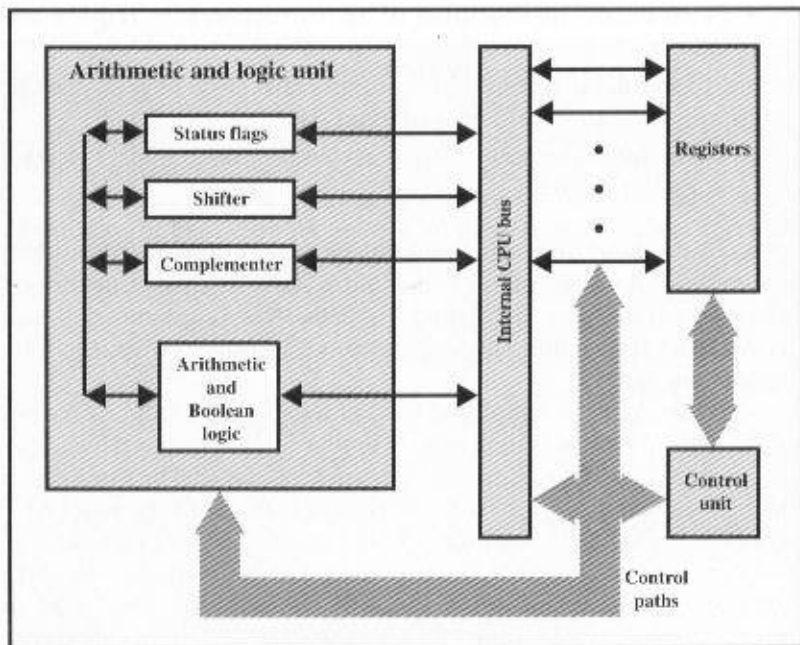 Arithmetic and logic unit
Status flags
Shifter
Complementer
Arithmetic
and
Boolean
logic
Internal CPU bus
Registers
Control
unit
Control
paths